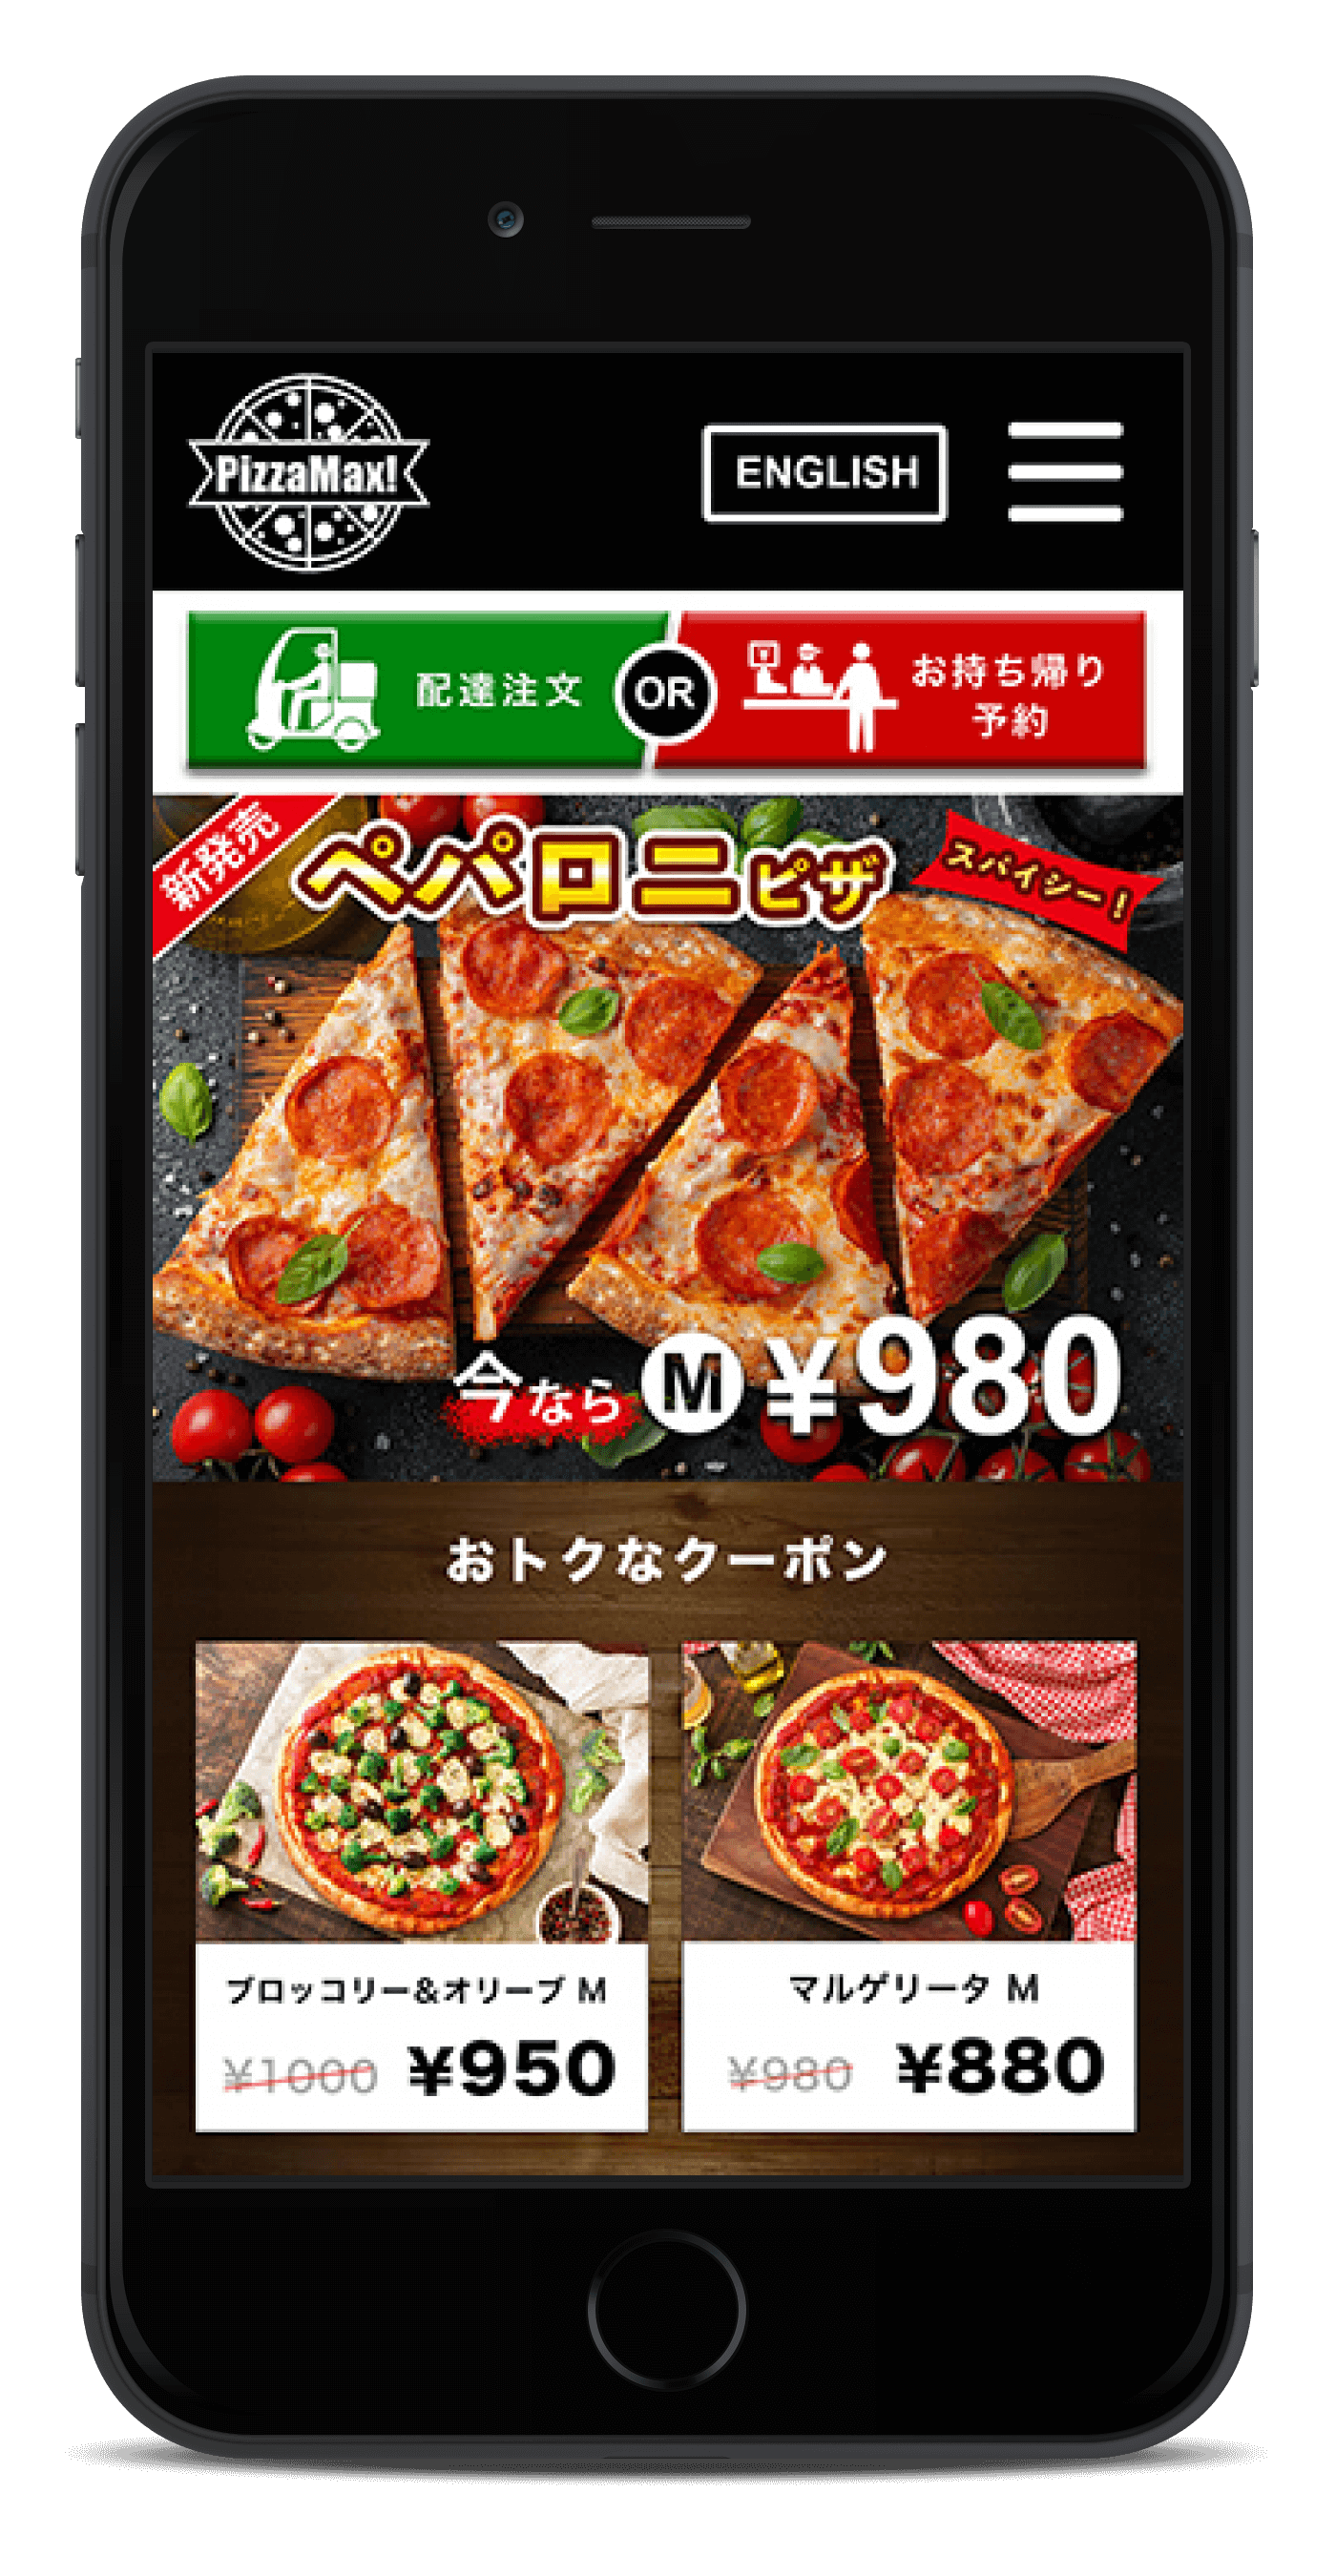 PizzaMax!
ENGLISH
配達注文
OR
お持ち帰り
予約
新発売
ペパロニピザ
スパイシー!
今なら M ¥980
おトクなクーポン
ブロッコリー&オリーブ M
¥1000 ¥950
マルゲリータ M
¥980 ¥880